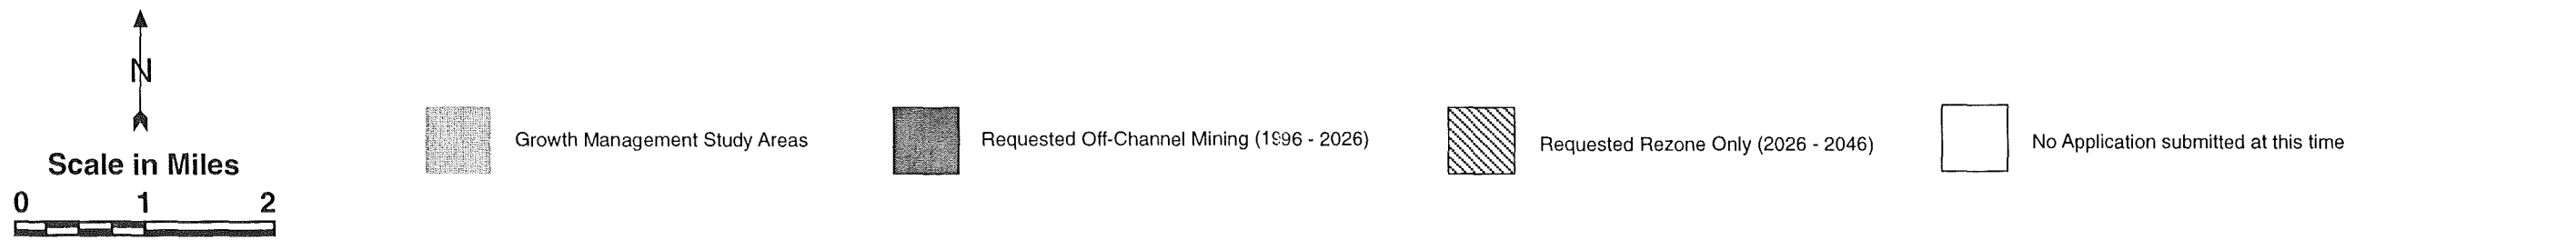 N
Scale in Miles
0 1 2
Growth Management Study Areas
Requested Off-Channel Mining (1996 - 2026)
Requested Rezone Only (2026 - 2046)
No Application submitted at this time